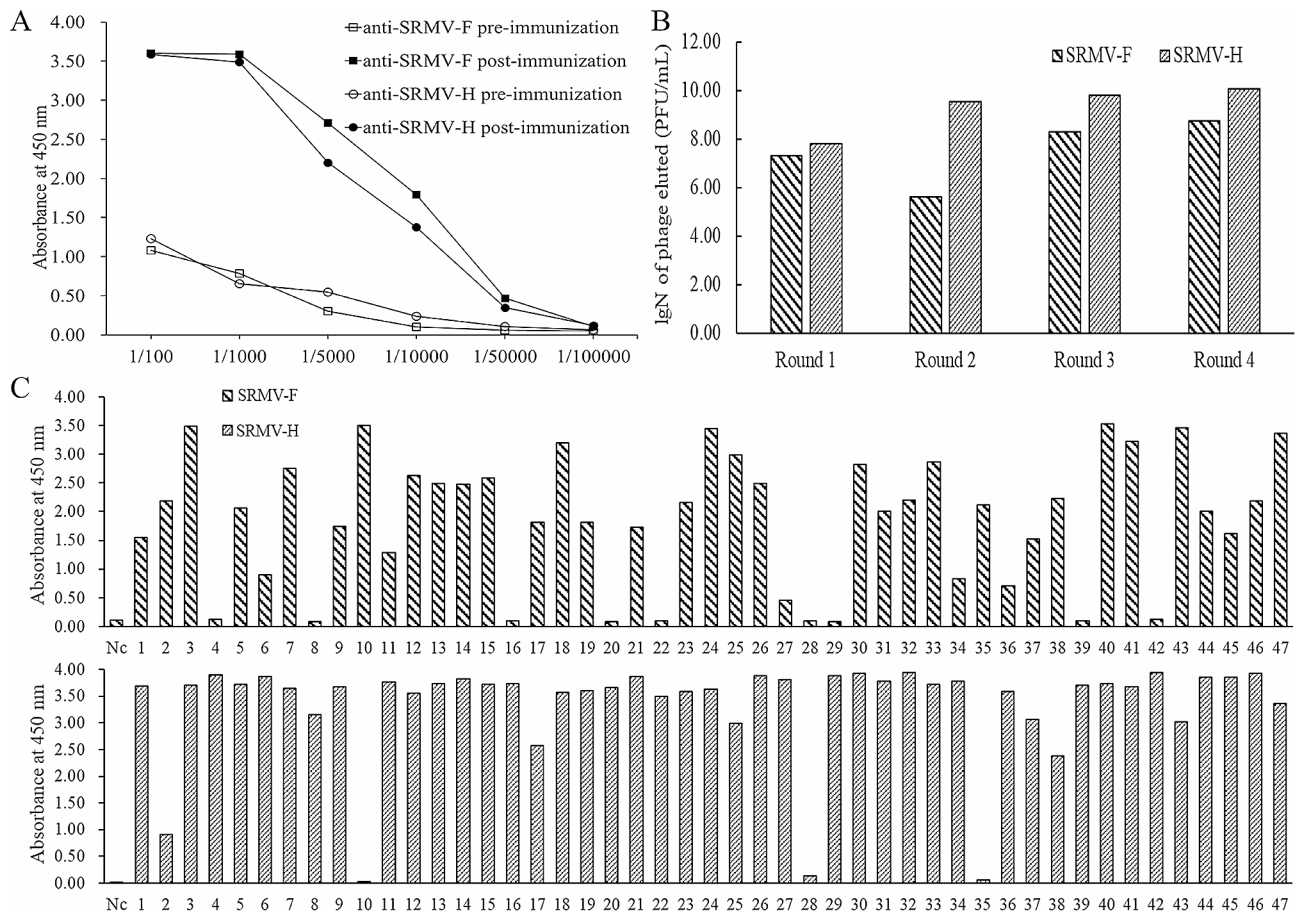 A
4.00
3.50
3.00
2.50
2.00
1.50
1.00
0.50
0.00
Absorbance at 450 nm
anti-SRMV-F pre-immunization
anti-SRMV-F post-immunization
anti-SRMV-H pre-immunization
anti-SRMV-H post-immunization
1/100 1/1000 1/5000 1/10000 1/50000 1/100000
B
12.00
10.00
8.00
6.00
4.00
2.00
0.00
lgN of phage eluted (PFU/mL)
SRMV-F SRMV-H
Round 1 Round 2 Round 3 Round 4
C
4.00
3.50
3.00
2.50
2.00
1.50
1.00
0.50
0.00
Absorbance at 450 nm
SRMV-F
SRMV-H
Nc 1 2 3 4 5 6 7 8 9 10 11 12 13 14 15 16 17 18 19 20 21 22 23 24 25 26 27 28 29 30 31 32 33 34 35 36 37 38 39 40 41 42 43 44 45 46 47
4.00
3.50
3.00
2.50
2.00
1.50
1.00
0.50
0.00
Absorbance at 450 nm
Nc 1 2 3 4 5 6 7 8 9 10 11 12 13 14 15 16 17 18 19 20 21 22 23 24 25 26 27 28 29 30 31 32 33 34 35 36 37 38 39 40 41 42 43 44 45 46 47